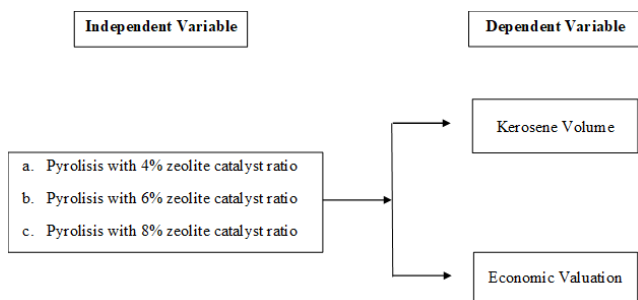 Independent Variable
Dependent Variable
Kerosene Volume
a. Pyrolisis with 4% zeolite catalyst ratio
b. Pyrolisis with 6% zeolite catalyst ratio
c. Pyrolisis with 8% zeolite catalyst ratio
Economic Valuation